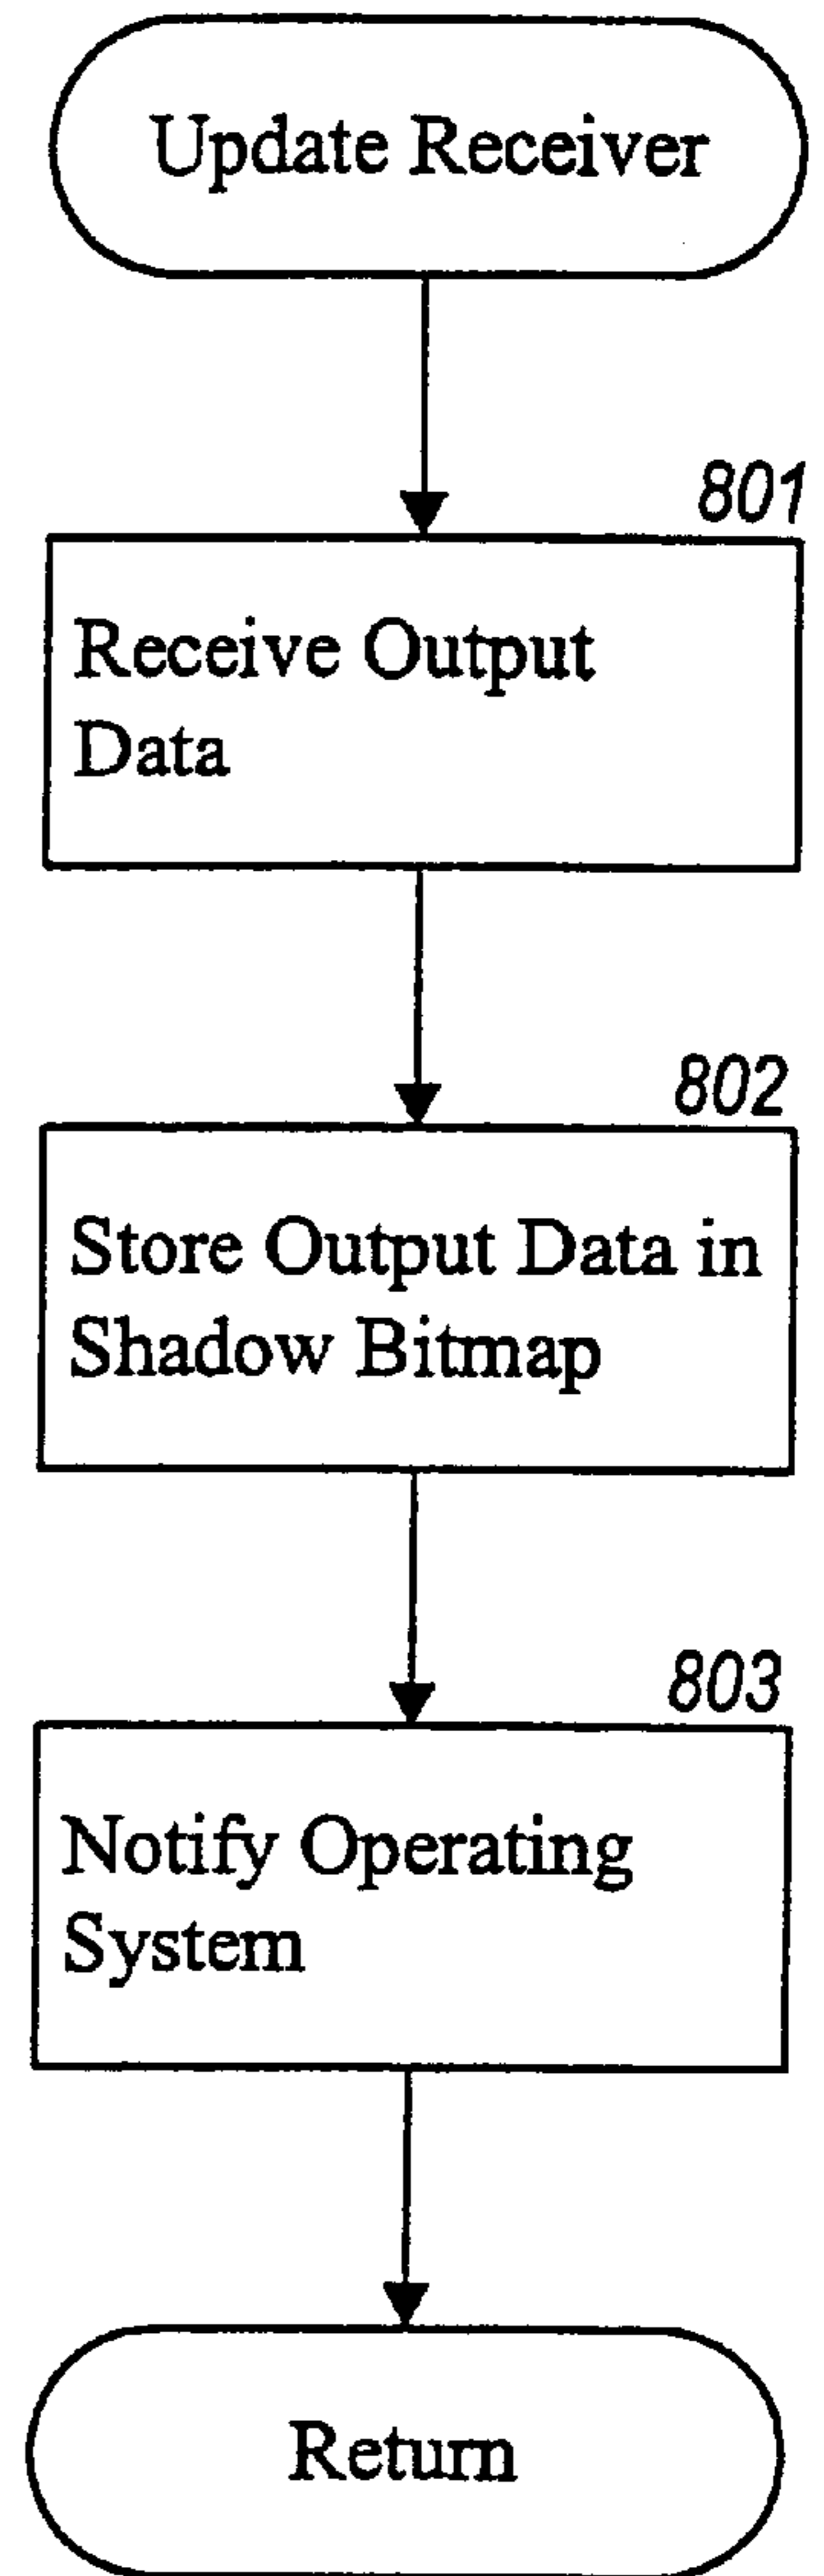 Update Receiver
801
Receive Output
Data
802
Store Output Data in
Shadow Bitmap
803
Notify Operating
System
Return